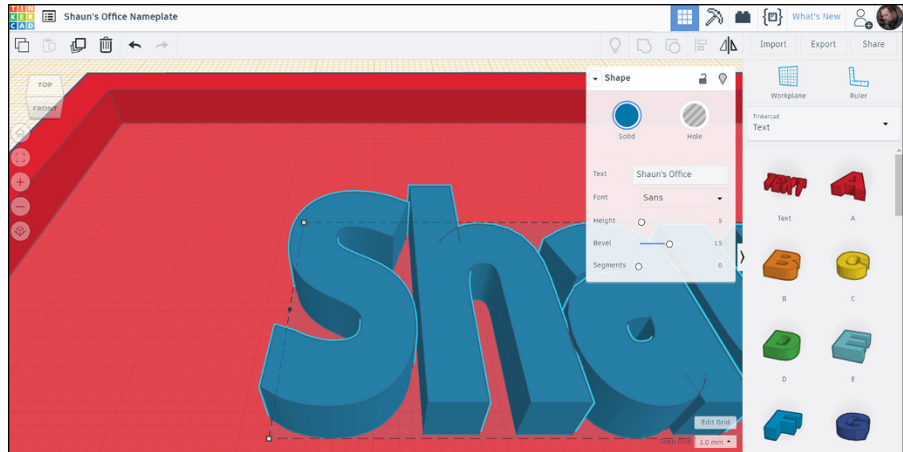 TIN
KER
CAD
Shaun's Office Nameplate
What's New
Import
Export
Share
TOP
FRONT
Shape
Solid
Hole
Text
Shaun's Office
Font
Sans
Height
5
Bevel
1.5
Segments
0
Workplane
Ruler
Tinkercad
Text
TEXT
A
Text
A
B
C
B
C
D
E
D
E
F
G
Sha
Edit Grid
Snap Grid
1.0 mm